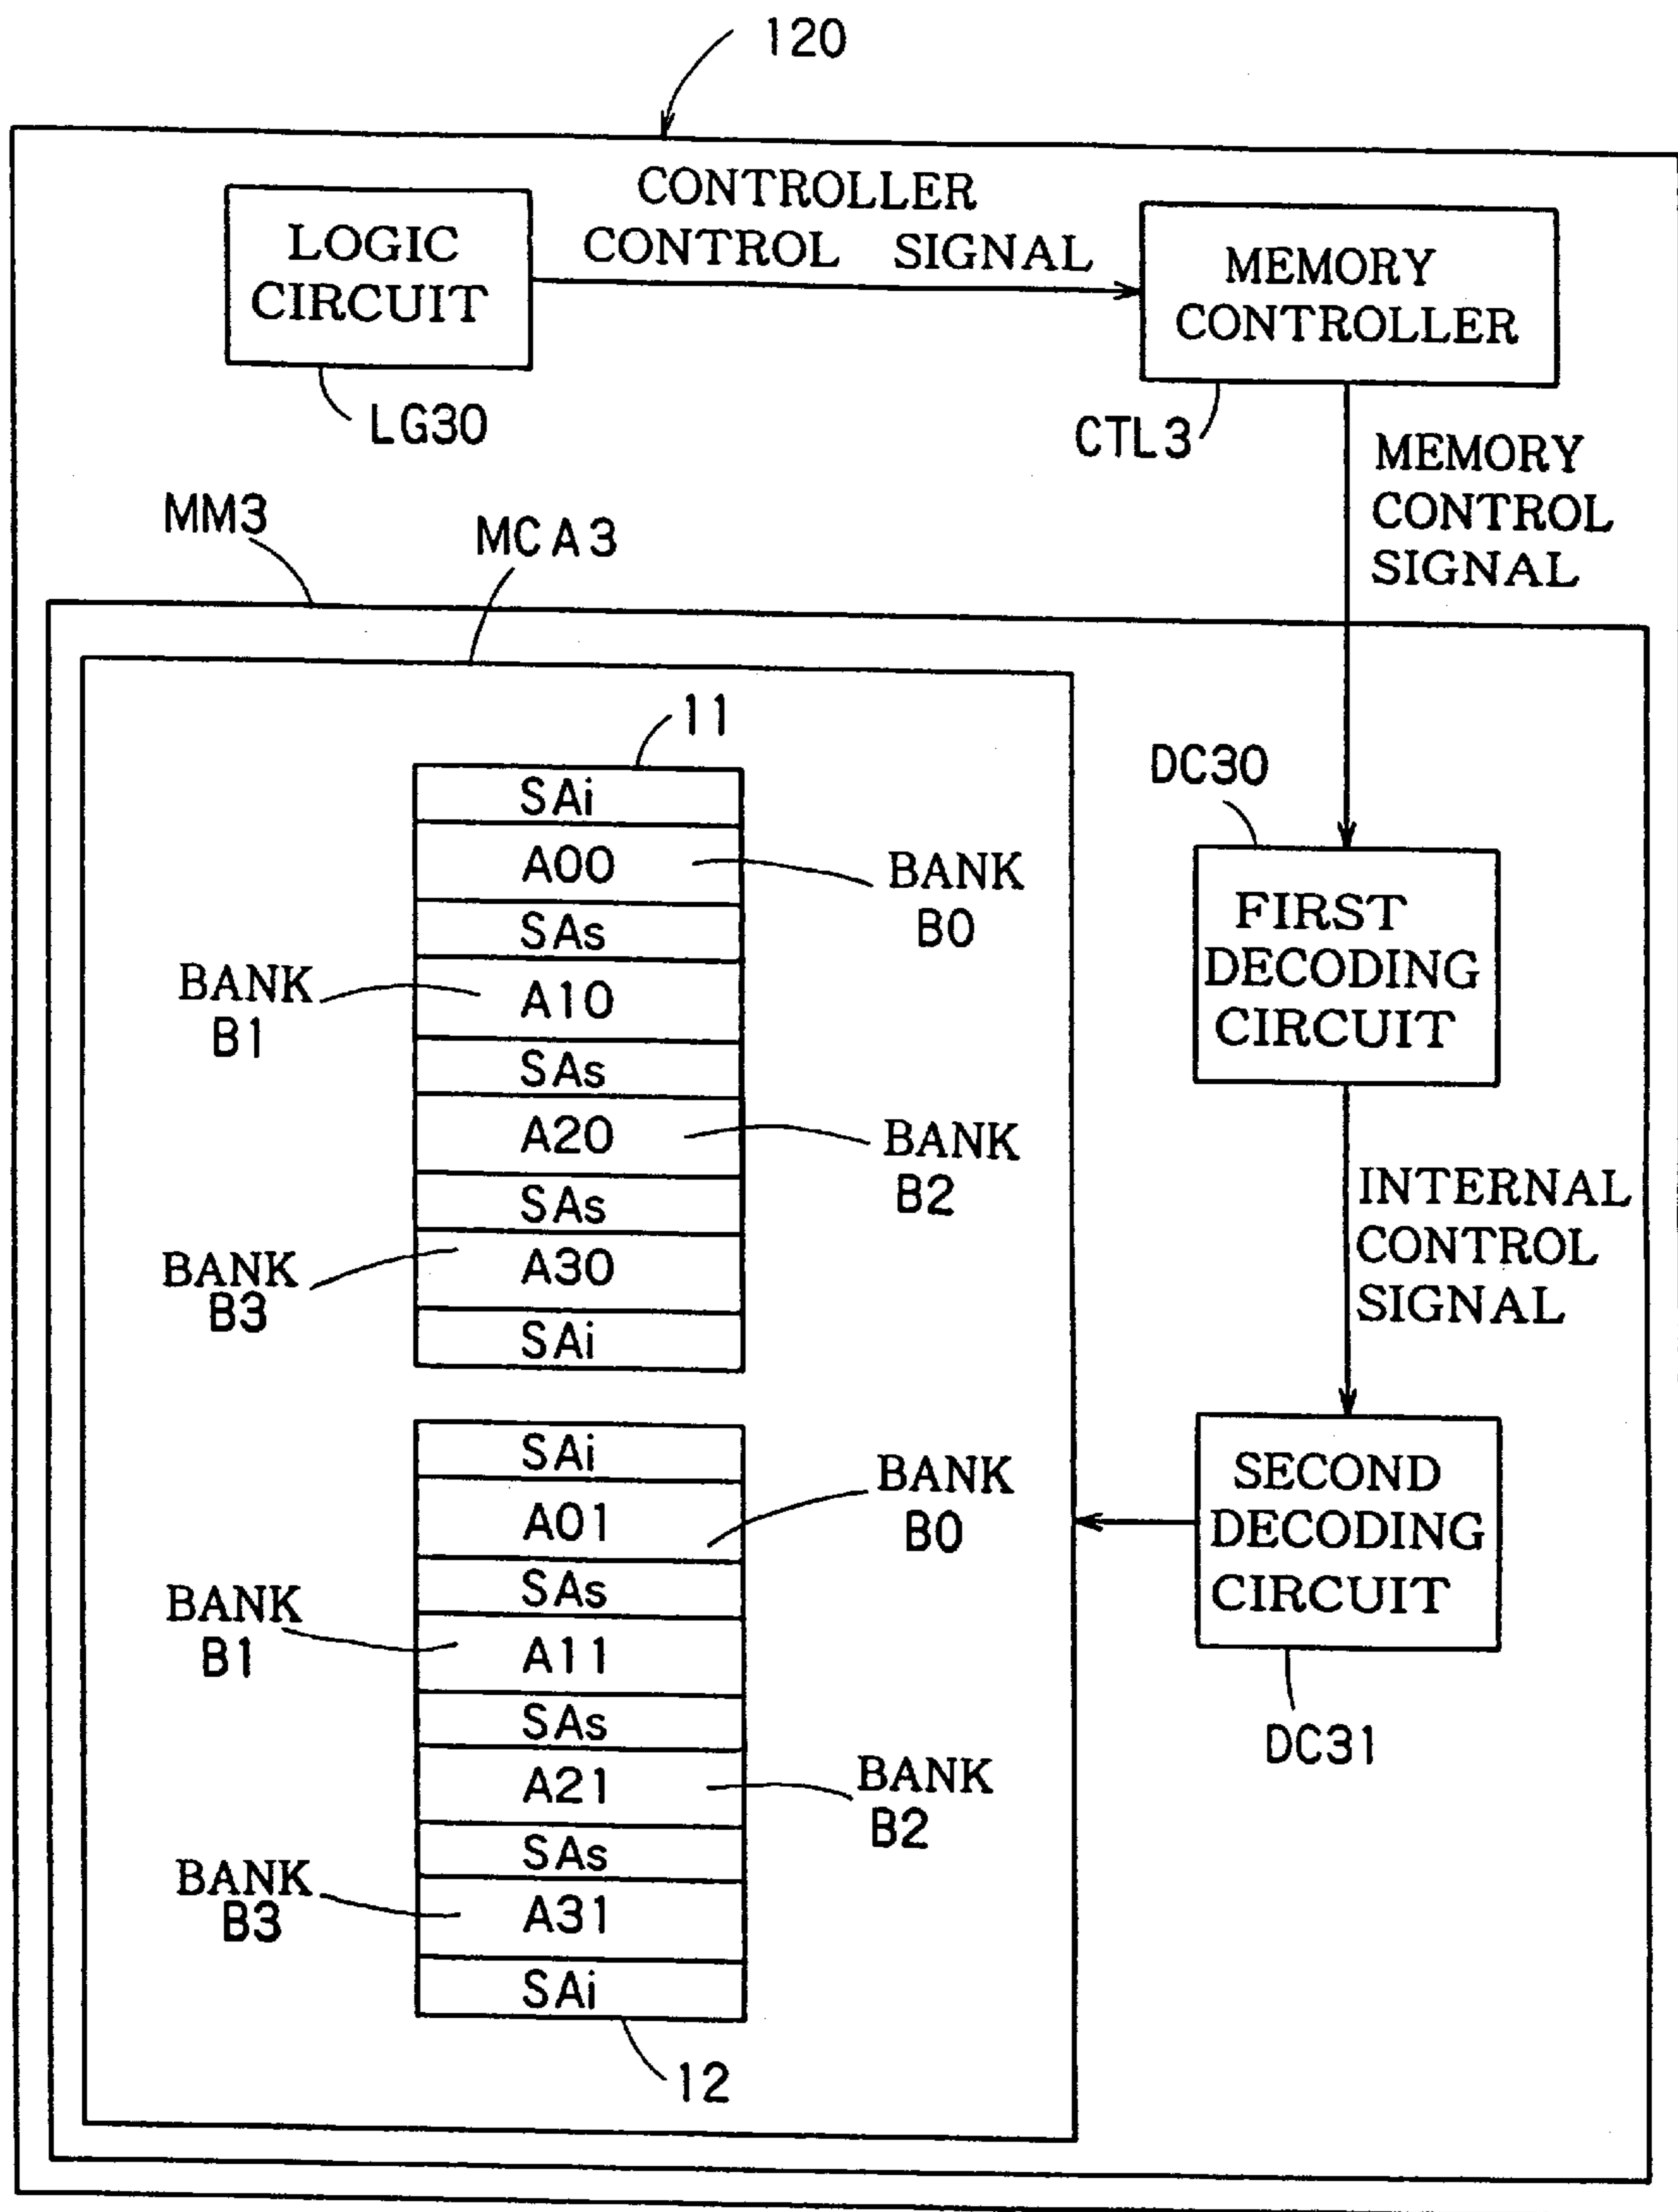 120
LOGIC
CIRCUIT
CONTROLLER
CONTROL SIGNAL
MEMORY
CONTROLLER
LG30
CTL3
MEMORY
CONTROL
SIGNAL
MM3
MCA3
11
SAi
A00
SAs
A10
SAs
A20
SAs
A30
SAi
BANK
B0
BANK
B1
BANK
B2
BANK
B3
DC30
FIRST
DECODING
CIRCUIT
INTERNAL
CONTROL
SIGNAL
SAi
A01
SAs
A11
SAs
A21
SAs
A31
SAi
BANK
B0
BANK
B1
BANK
B2
BANK
B3
SECOND
DECODING
CIRCUIT
DC31
12